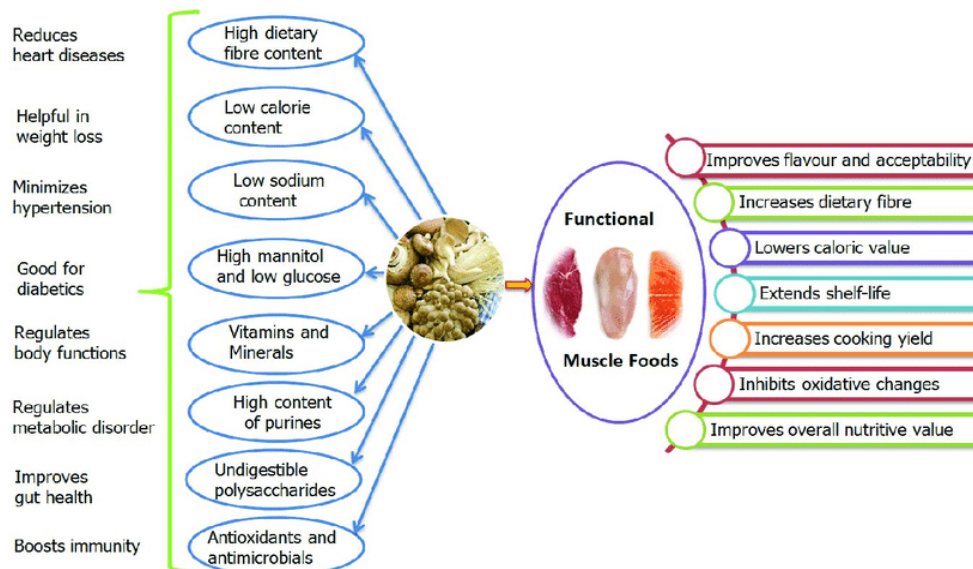 Reduces
heart diseases
Helpful in
weight loss
Minimizes
hypertension
Good for
diabetics
Regulates
body functions
Regulates
metabolic disorder
Improves
gut health
Boosts immunity
High dietary
fibre content
Low calorie
content
Low sodium
content
High mannitol
and low glucose
Vitamins and
Minerals
High content
of purines
Undigestible
polysaccharides
Antioxidants and
antimicrobials
Functional
Muscle Foods
Improves flavour and acceptability
Increases dietary fibre
Lowers caloric value
Extends shelf-life
Increases cooking yield
Inhibits oxidative changes
Improves overall nutritive value